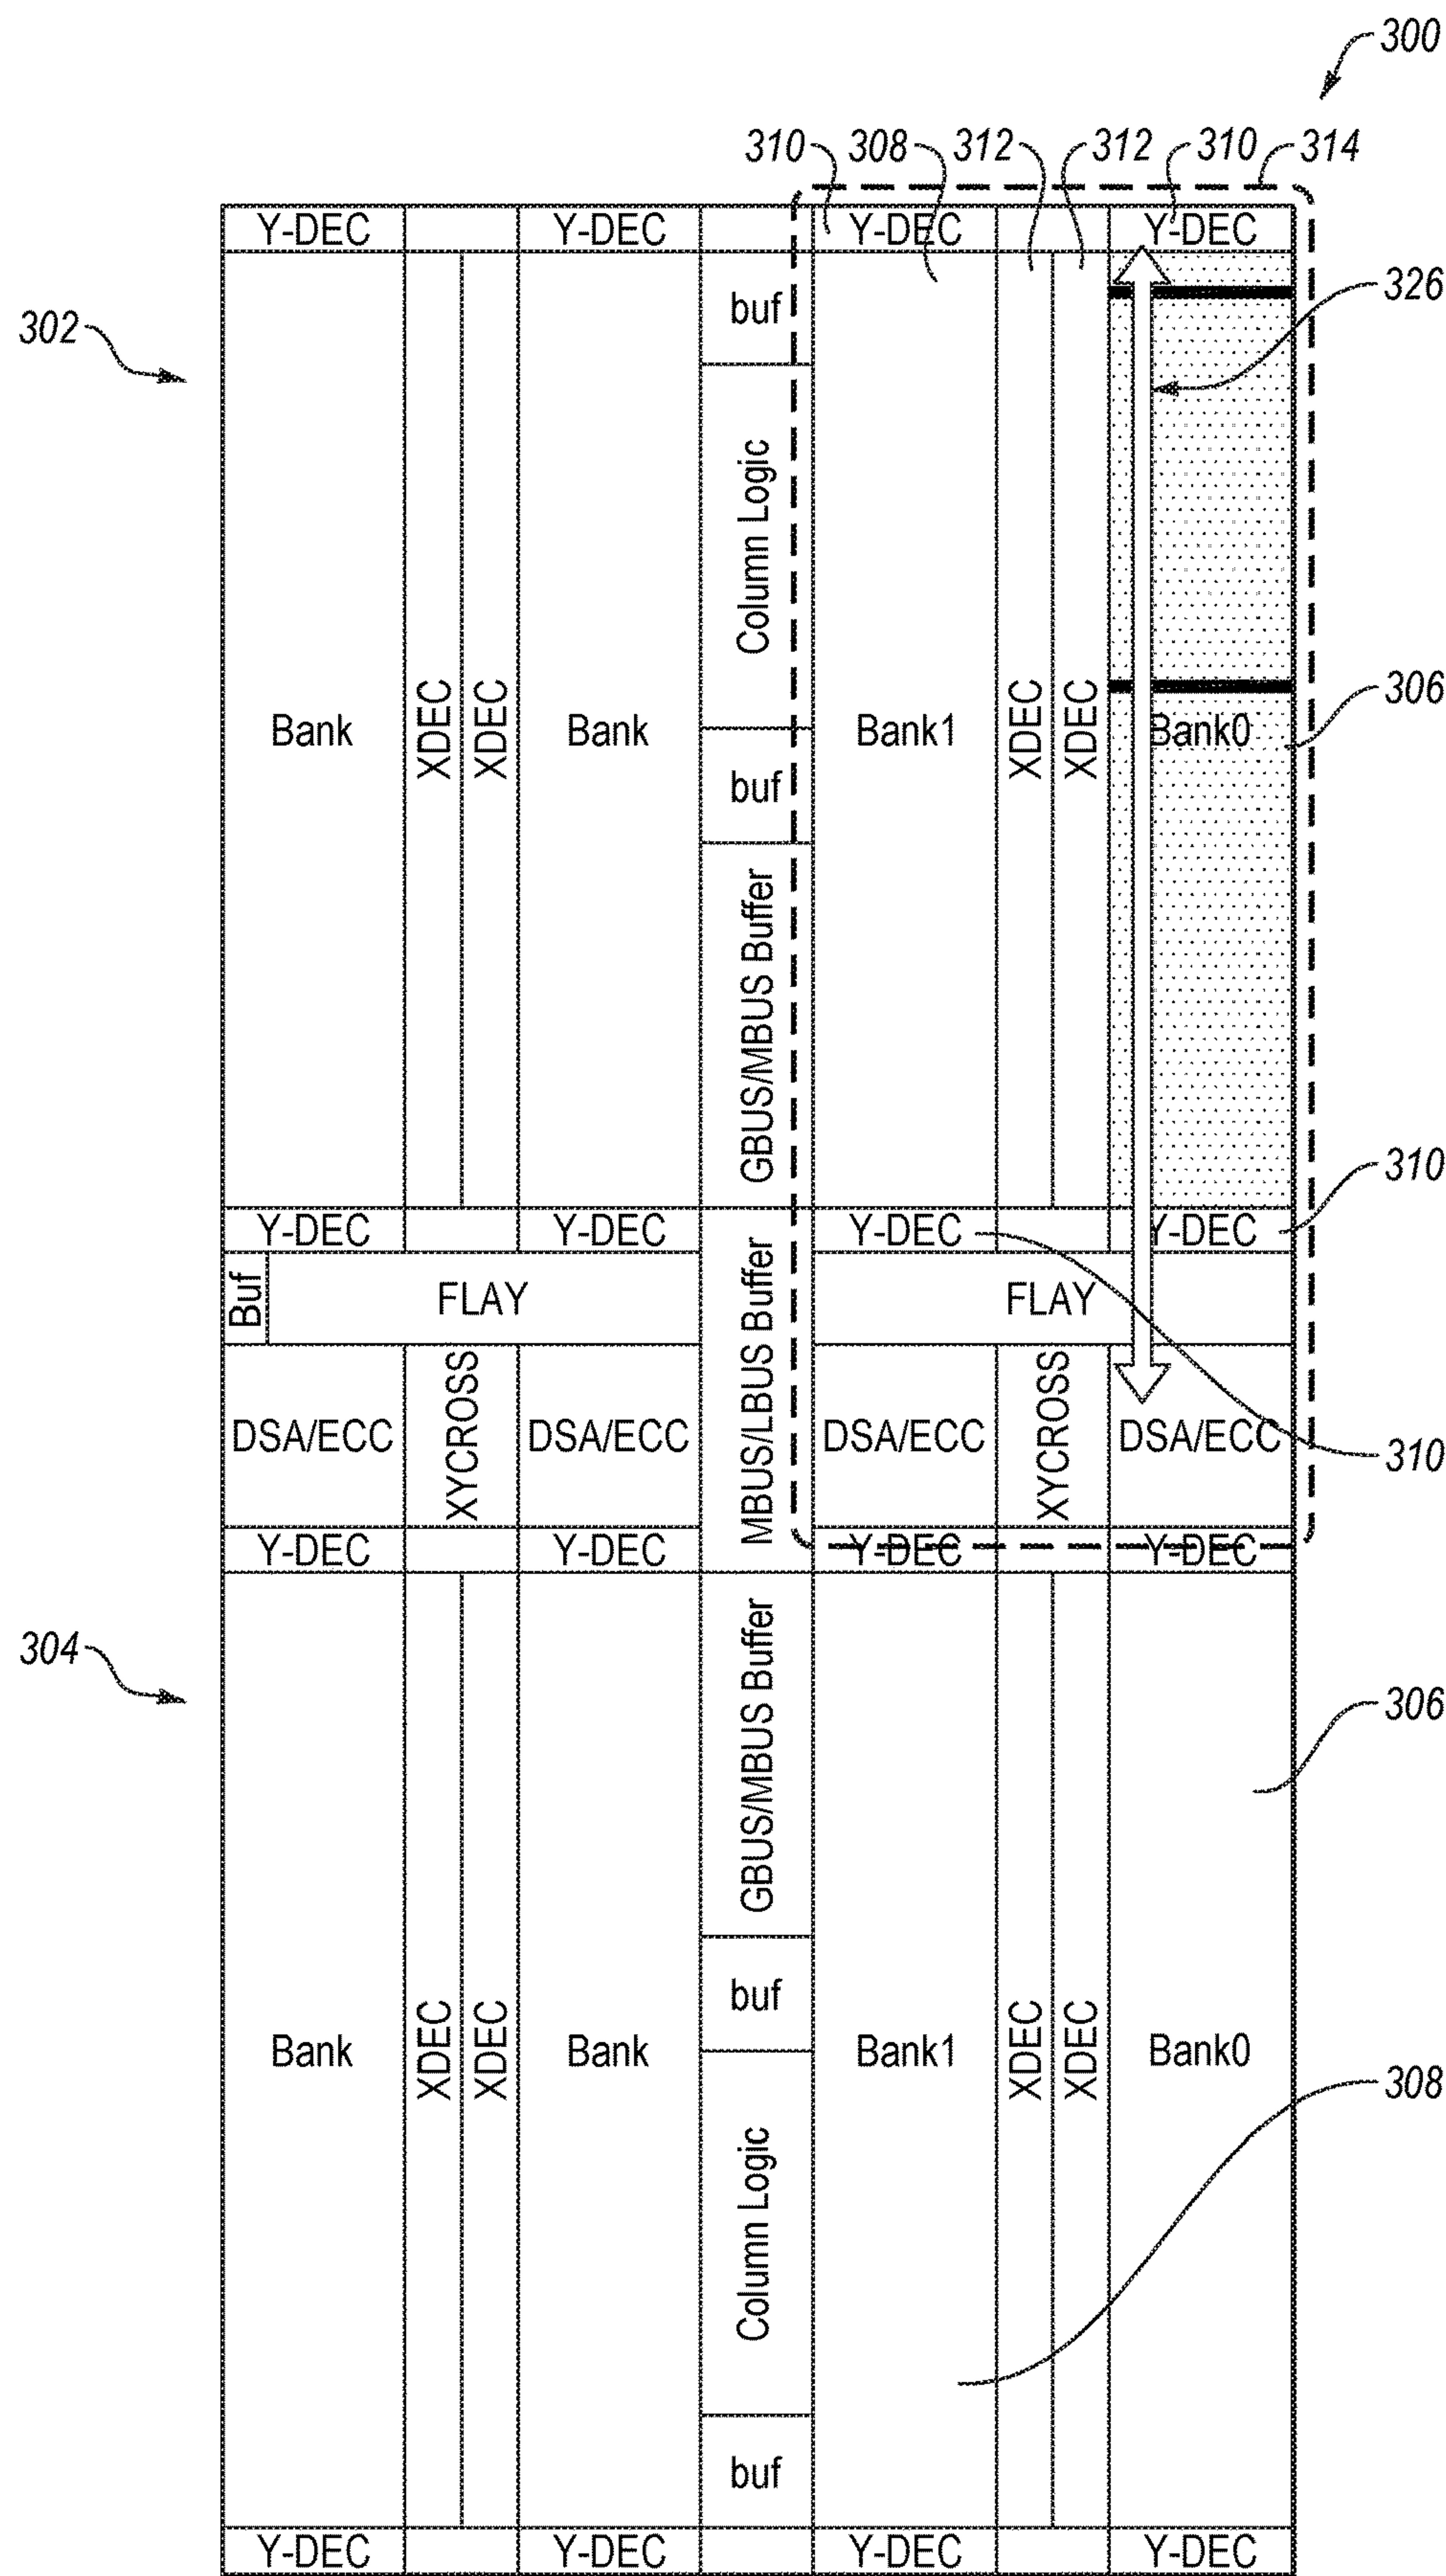 300
310 308 312 312 310 314
Y-DEC Y-DEC Y-DEC Y-DEC
326
buf
302
Column Logic
306
Bank XDEC XDEC Bank Bank1 XDEC XDEC Bank0
buf
GBUS/MBUS Buffer
310
Y-DEC Y-DEC Y-DEC Y-DEC
Buf FLAY MBUS/LBUS Buffer FLAY
DSA/ECC XYCROSS DSA/ECC DSA/ECC XYCROSS DSA/ECC
310
Y-DEC Y-DEC Y-DEC Y-DEC
304
GBUS/MBUS Buffer
306
buf
Bank XDEC XDEC Bank Bank1 XDEC XDEC Bank0
308
Column Logic
buf
Y-DEC Y-DEC Y-DEC Y-DEC